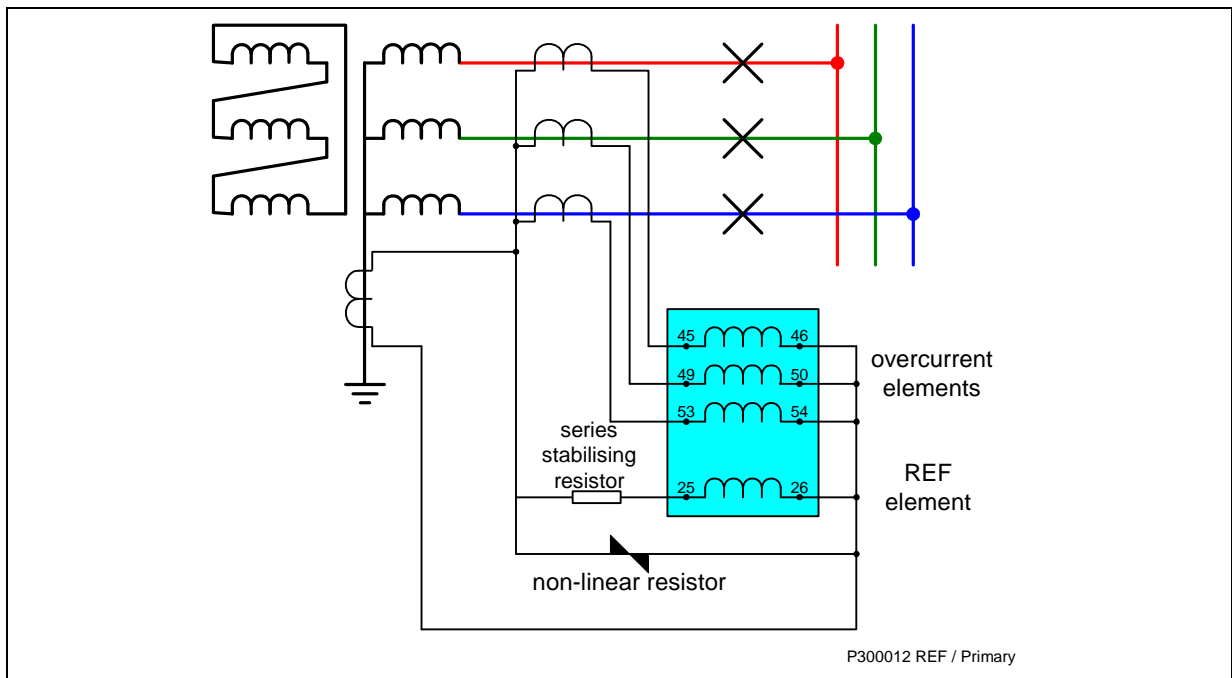 45 46
overcurrent
49 50
elements
53 54
series
stabilising
resistor
REF
25 26
element
non-linear resistor
P300012 REF / Primary